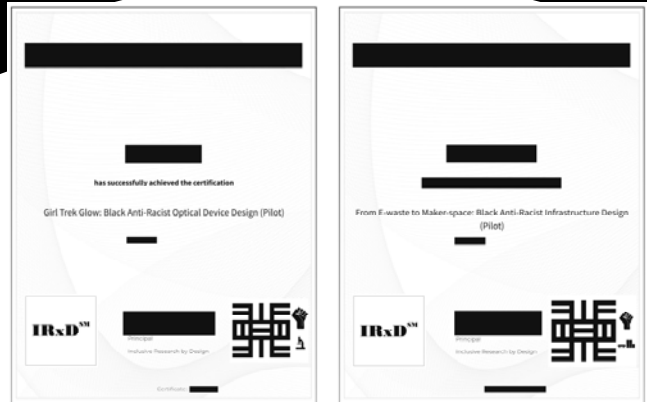 has successfully achieved the certification
Girl Trek Glow: Black Anti-Racist Optical Device Design (Pilot)
IRxD℠
Principal
Inclusive Research by Design
Certificate
From E-waste to Maker-space: Black Anti-Racist Infrastructure Design
(Pilot)
IRxD℠
Principal
Inclusive Research by Design